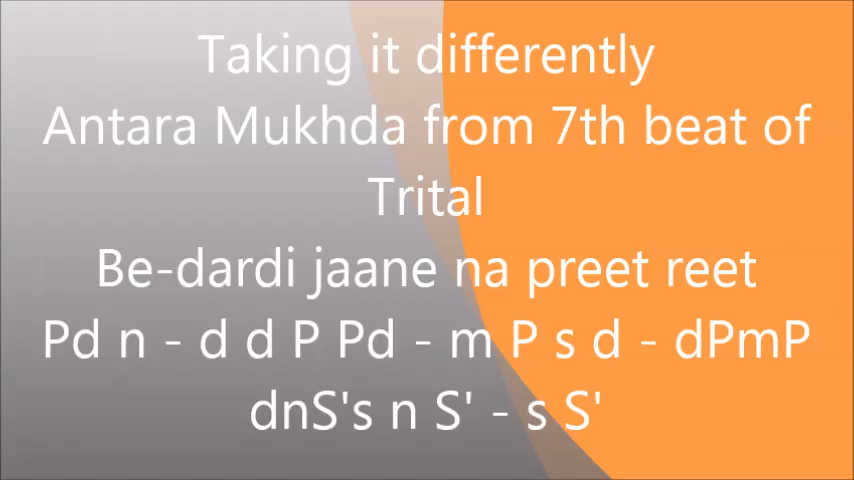 Taking it differently
Antara Mukhda from 7th beat of
Trital
Be-dardi jaane na preet reet
Pd n - d d P Pd - m P s d - dPmP
dnS's n S' - s S'